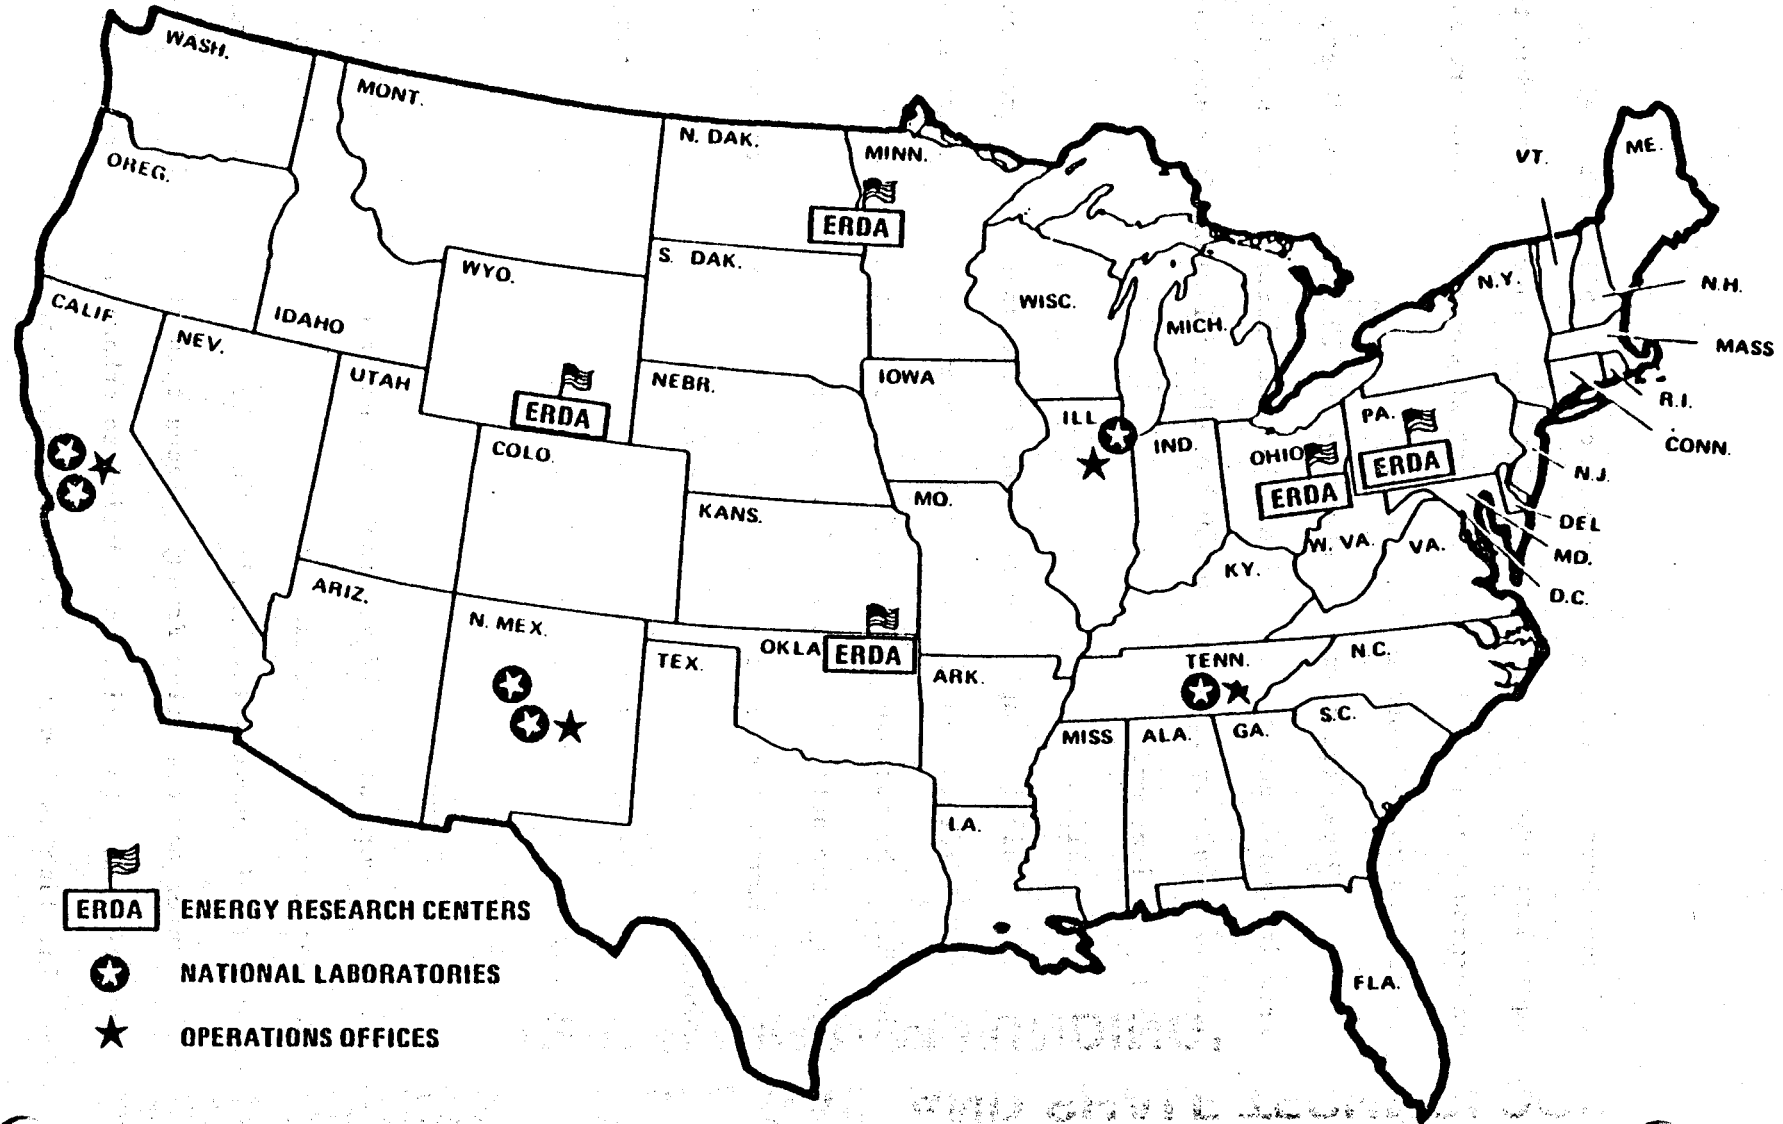 WASH.
MONT.
N. DAK.
MINN.
VT.
ME.
OREG.
ERDA
S. DAK.
WYO.
N.Y.
N.H.
CALIF
IDAHO
WISC.
MICH.
MASS
NEV.
UTAH
NEBR.
IOWA
ERDA
ILL
IND.
OHIO
PA.
R.I.
CONN.
COLO.
ERDA
ERDA
N.J.
KANS.
MO.
DEL
MD.
W. VA.
VA.
KY.
D.C.
ARIZ.
N. MEX.
OKLA
ERDA
TEX.
ARK.
TENN.
N.C.
S.C.
MISS
ALA.
GA.
LA.
FLA.
ERDA ENERGY RESEARCH CENTERS
NATIONAL LABORATORIES
OPERATIONS OFFICES